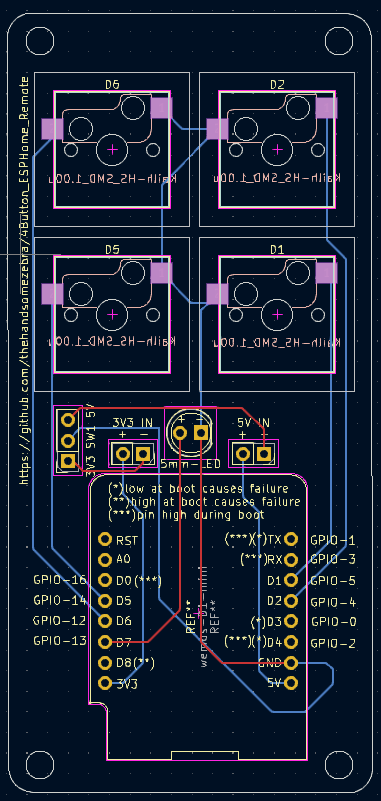 https://github.com/thehandsomezebra/4Button_ESPHome_Remote
D6
D2
Kailh-HS_SMD_1.00u
Kailh-HS_SMD_1.00u
D5
D1
Kailh-HS_SMD_1.00u
Kailh-HS_SMD_1.00u
3V3 SW1 5V
3V3 IN
+ -
+ -
5mm-LED
5V IN
+ -
(*)low at boot causes failure
(**)high at boot causes failure
(***)pin high during boot
RST
(***)(*)TX
GPIO-1
A0
(***)RX
GPIO-3
GPIO-16
D0(***)
D1
GPIO-5
GPIO-14
D5
D2
GPIO-4
GPIO-12
D6
(*)D3
GPIO-0
GPIO-13
D7
(***)(*)D4
GPIO-2
D8(**)
GND
3V3
5V
REF**
wemos-D1-mini
REF**